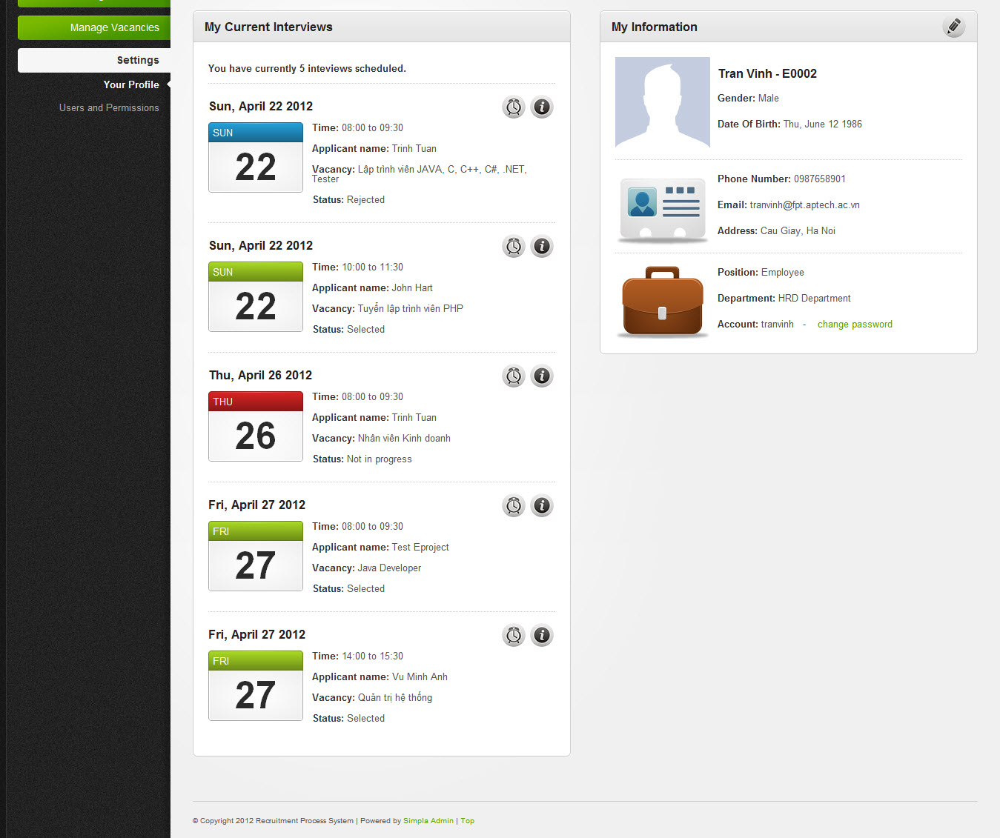 Manage Vacancies
Settings
Your Profile
Users and Permissions
My Current Interviews
You have currently 5 inteviews scheduled.
Sun, April 22 2012
SUN
22
Time: 08:00 to 09:30
Applicant name: Trinh Tuan
Vacancy: Lập trình viên JAVA, C, C++, C#, .NET,
Tester
Status: Rejected
Sun, April 22 2012
SUN
22
Time: 10:00 to 11:30
Applicant name: John Hart
Vacancy: Tuyển lập trình viên PHP
Status: Selected
Thu, April 26 2012
THU
26
Time: 08:00 to 09:30
Applicant name: Trinh Tuan
Vacancy: Nhân viên Kinh doanh
Status: Not in progress
Fri, April 27 2012
FRI
27
Time: 08:00 to 09:30
Applicant name: Test Eproject
Vacancy: Java Developer
Status: Selected
Fri, April 27 2012
FRI
27
Time: 14:00 to 15:30
Applicant name: Vu Minh Anh
Vacancy: Quản trị hệ thống
Status: Selected
My Information
Tran Vinh - E0002
Gender: Male
Date Of Birth: Thu, June 12 1986
Phone Number: 0987658901
Email: tranvinh@fpt.aptech.ac.vn
Address: Cau Giay, Ha Noi
Position: Employee
Department: HRD Department
Account: tranvinh - change password
© Copyright 2012 Recruitment Process System | Powered by Simpla Admin | Top